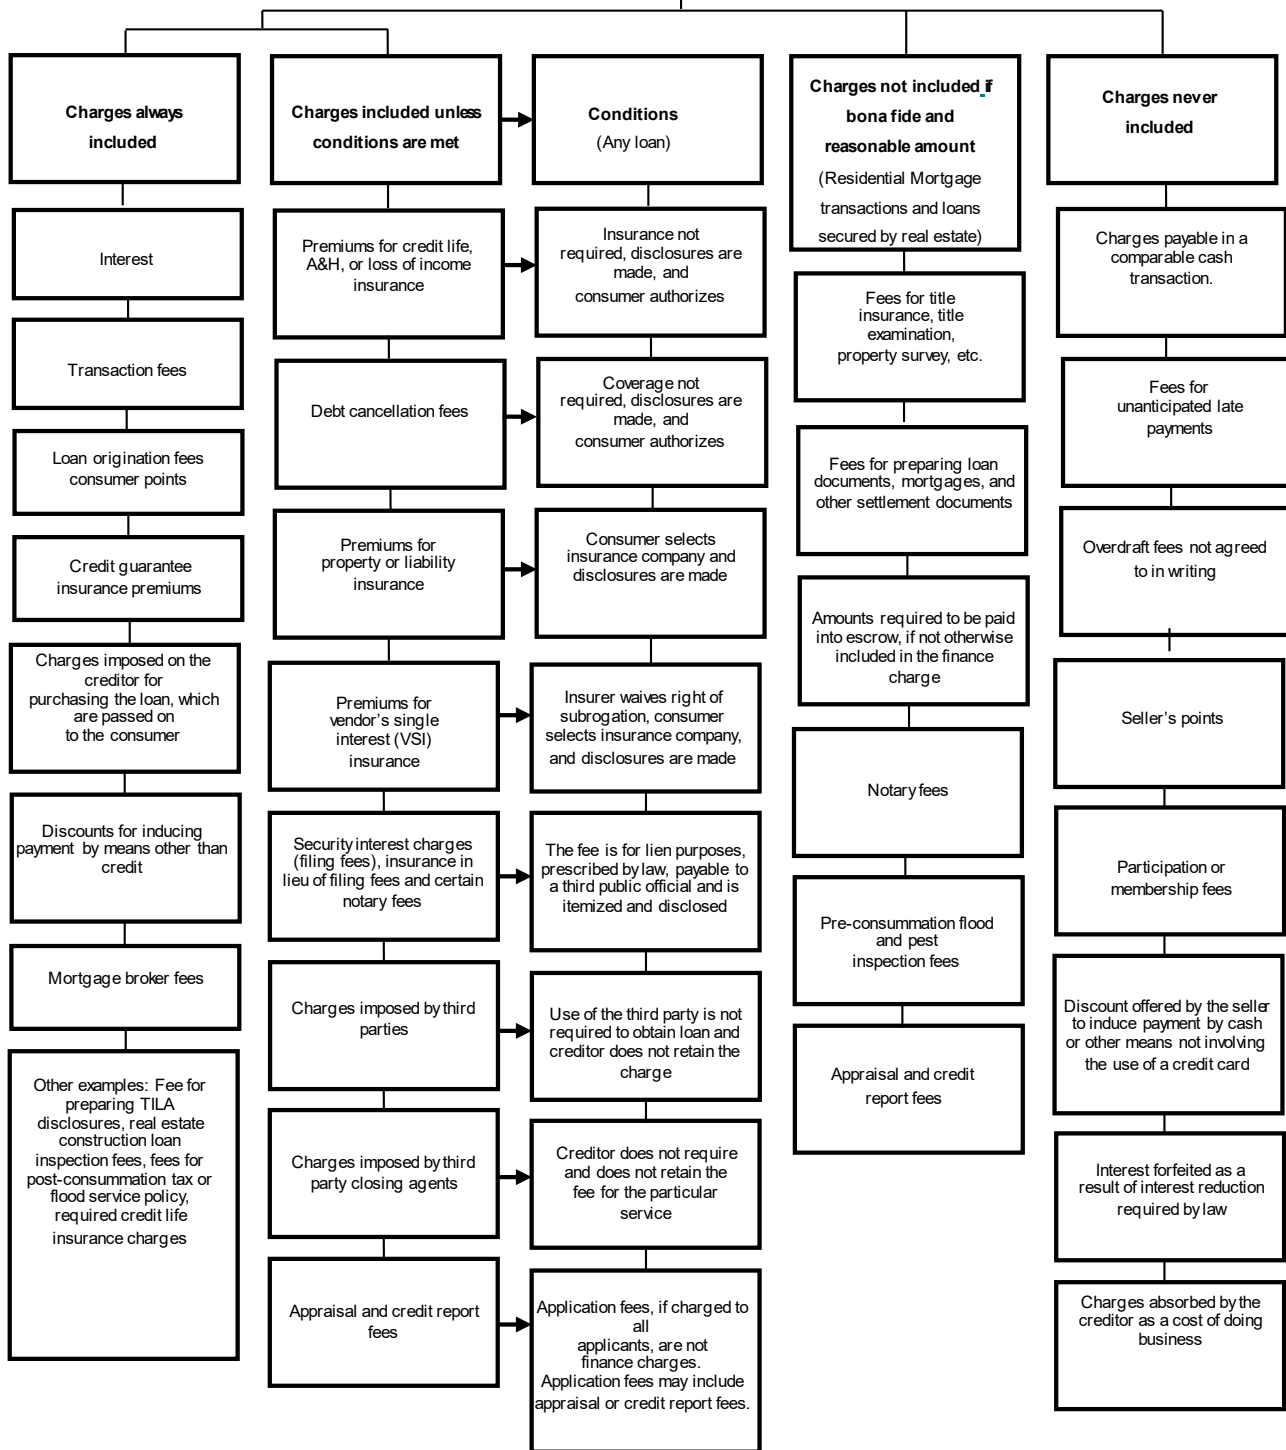 Charges always
included
Interest
Transaction fees
Loan origination fees
consumer points
Credit guarantee
insurance premiums
Charges imposed on the
creditor for
purchasing the loan, which
are passed on
to the consumer
Discounts for inducing
payment by means other than
credit
Mortgage broker fees
Other examples: Fee for
preparing TILA
disclosures, real estate
construction loan
inspection fees, fees for
post-consummation tax or
flood service policy,
required credit life
insurance charges
Charges included unless
conditions are met
Premiums for credit life,
A&H, or loss of income
insurance
Debt cancellation fees
Premiums for
property or liability
insurance
Premiums for
vendor's single
interest (VSI)
insurance
Security interest charges
(filing fees), insurance in
lieu of filing fees and certain
notary fees
Charges imposed by third
parties
Charges imposed by third
party closing agents
Appraisal and credit report
fees
Conditions
(Any loan)
Insurance not
required, disclosures are
made, and
consumer authorizes
Coverage not
required, disclosures are
made, and
consumer authorizes
Consumer selects
insurance company and
disclosures are made
Insurer waives right of
subrogation, consumer
selects insurance company,
and disclosures are made
The fee is for lien purposes,
prescribed by law, payable to
a third public official and is
itemized and disclosed
Use of the third party is not
required to obtain loan and
creditor does not retain the
charge
Creditor does not require
and does not retain the
fee for the particular
service
Application fees, if charged to
all
applicants, are not
finance charges.
Application fees may include
appraisal or credit report fees.
Charges not included if
bona fide and
reasonable amount
(Residential Mortgage
transactions and loans
secured by real estate)
Fees for title
insurance, title
examination,
property survey, etc.
Fees for preparing loan
documents, mortgages, and
other settlement documents
Amounts required to be paid
into escrow, if not otherwise
included in the finance
charge
Notary fees
Pre-consummation flood
and pest
inspection fees
Appraisal and credit
report fees
Charges never
included
Charges payable in a
comparable cash
transaction.
Fees for
unanticipated late
payments
Overdraft fees not agreed
to in writing
Seller's points
Participation or
membership fees
Discount offered by the seller
to induce payment by cash
or other means not involving
the use of a credit card
Interest forfeited as a
result of interest reduction
required by law
Charges absorbed by the
creditor as a cost of doing
business